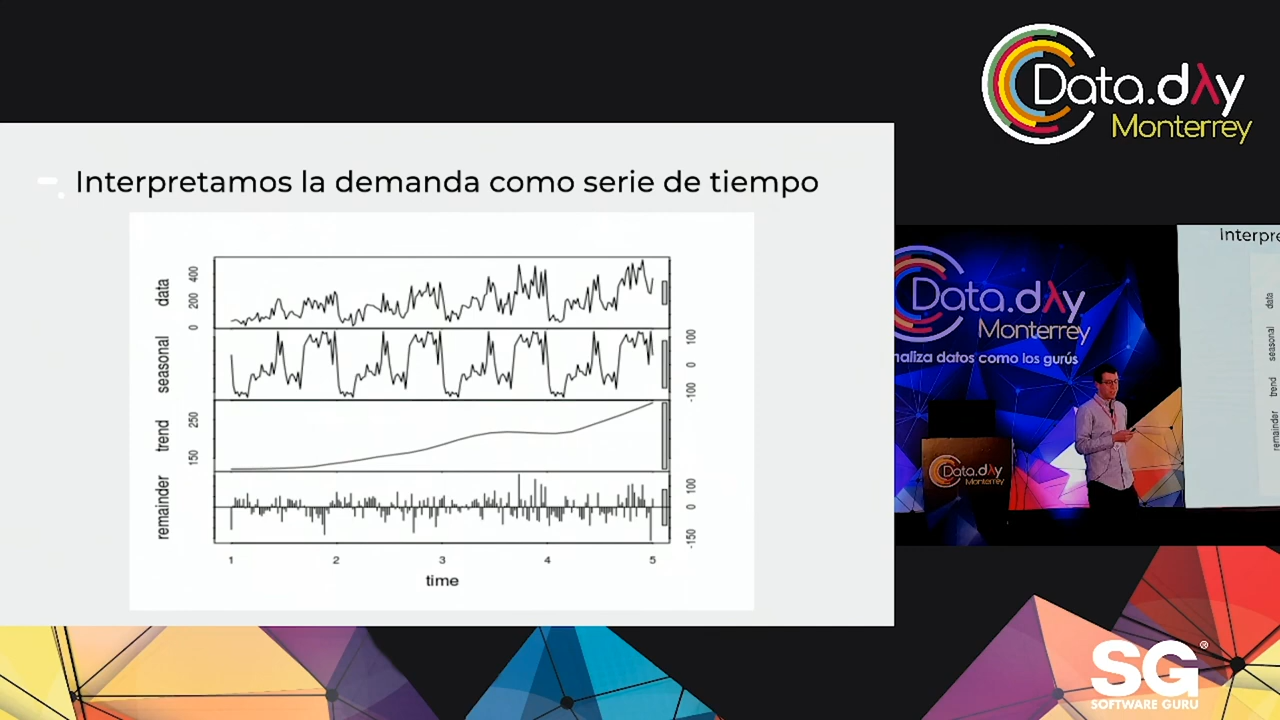 Data.dλy
Monterrey
Interpretamos la demanda como serie de tiempo
data
0 200 400
seasonal
-100 0 100
trend
150 250
remainder
-150 0 100
1 2 3 4 5
time
Interpre
Data.dλy
Monterrey
naliza datos como los gurús
Data.dλy
Monterrey
data
seasonal
trend
remainder
SG®
SOFTWARE GURU